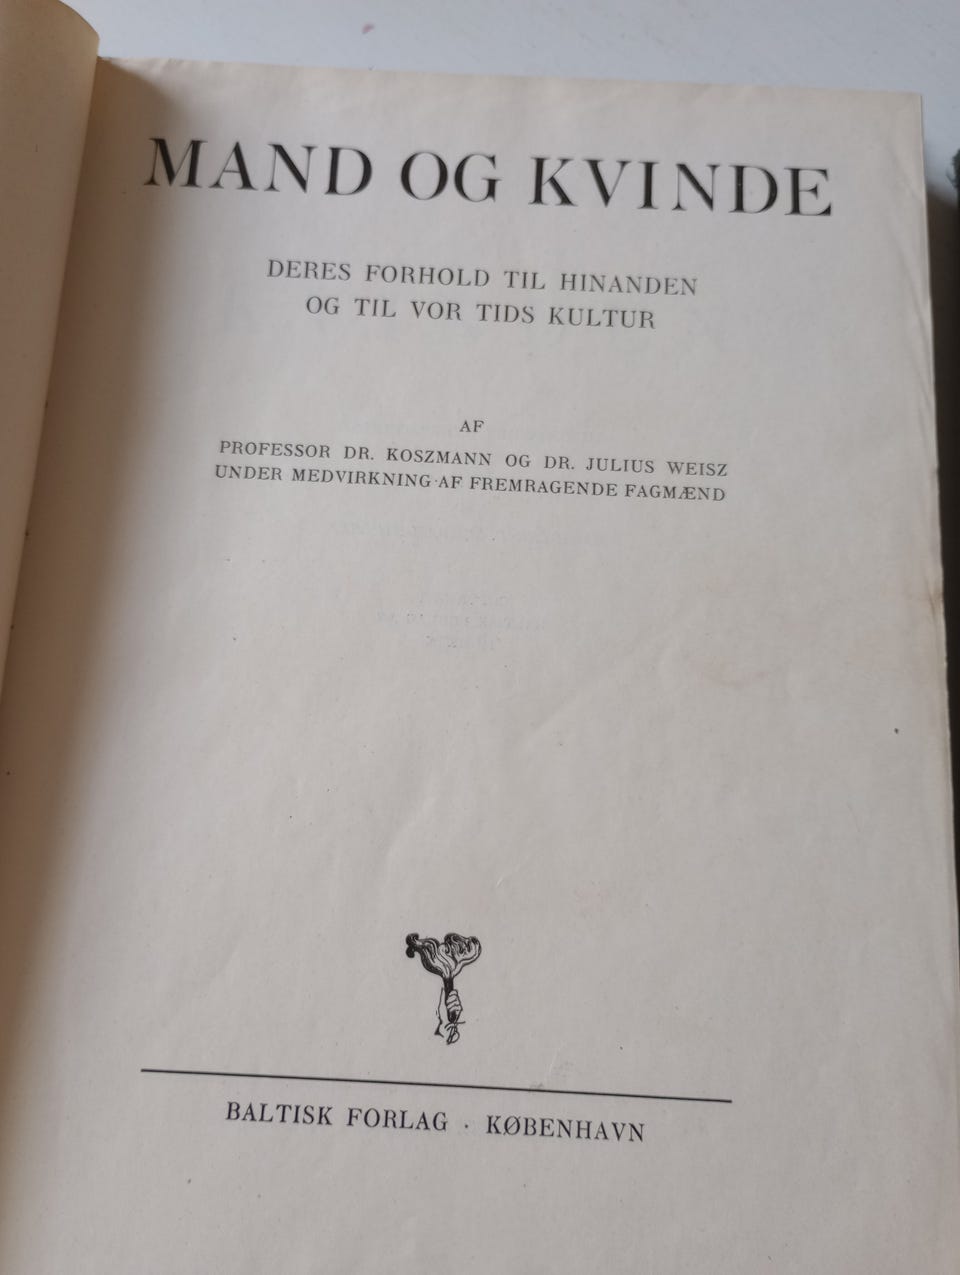 MAND OG KVINDE
DERES FORHOLD TIL HINANDEN
OG TIL VOR TIDS KULTUR
AF
PROFESSOR DR. KOSZMANN OG DR. JULIUS WEISZ
UNDER MEDVIRKNING AF FREMRAGENDE FAGMÆND
BALTISK FORLAG · KØBENHAVN